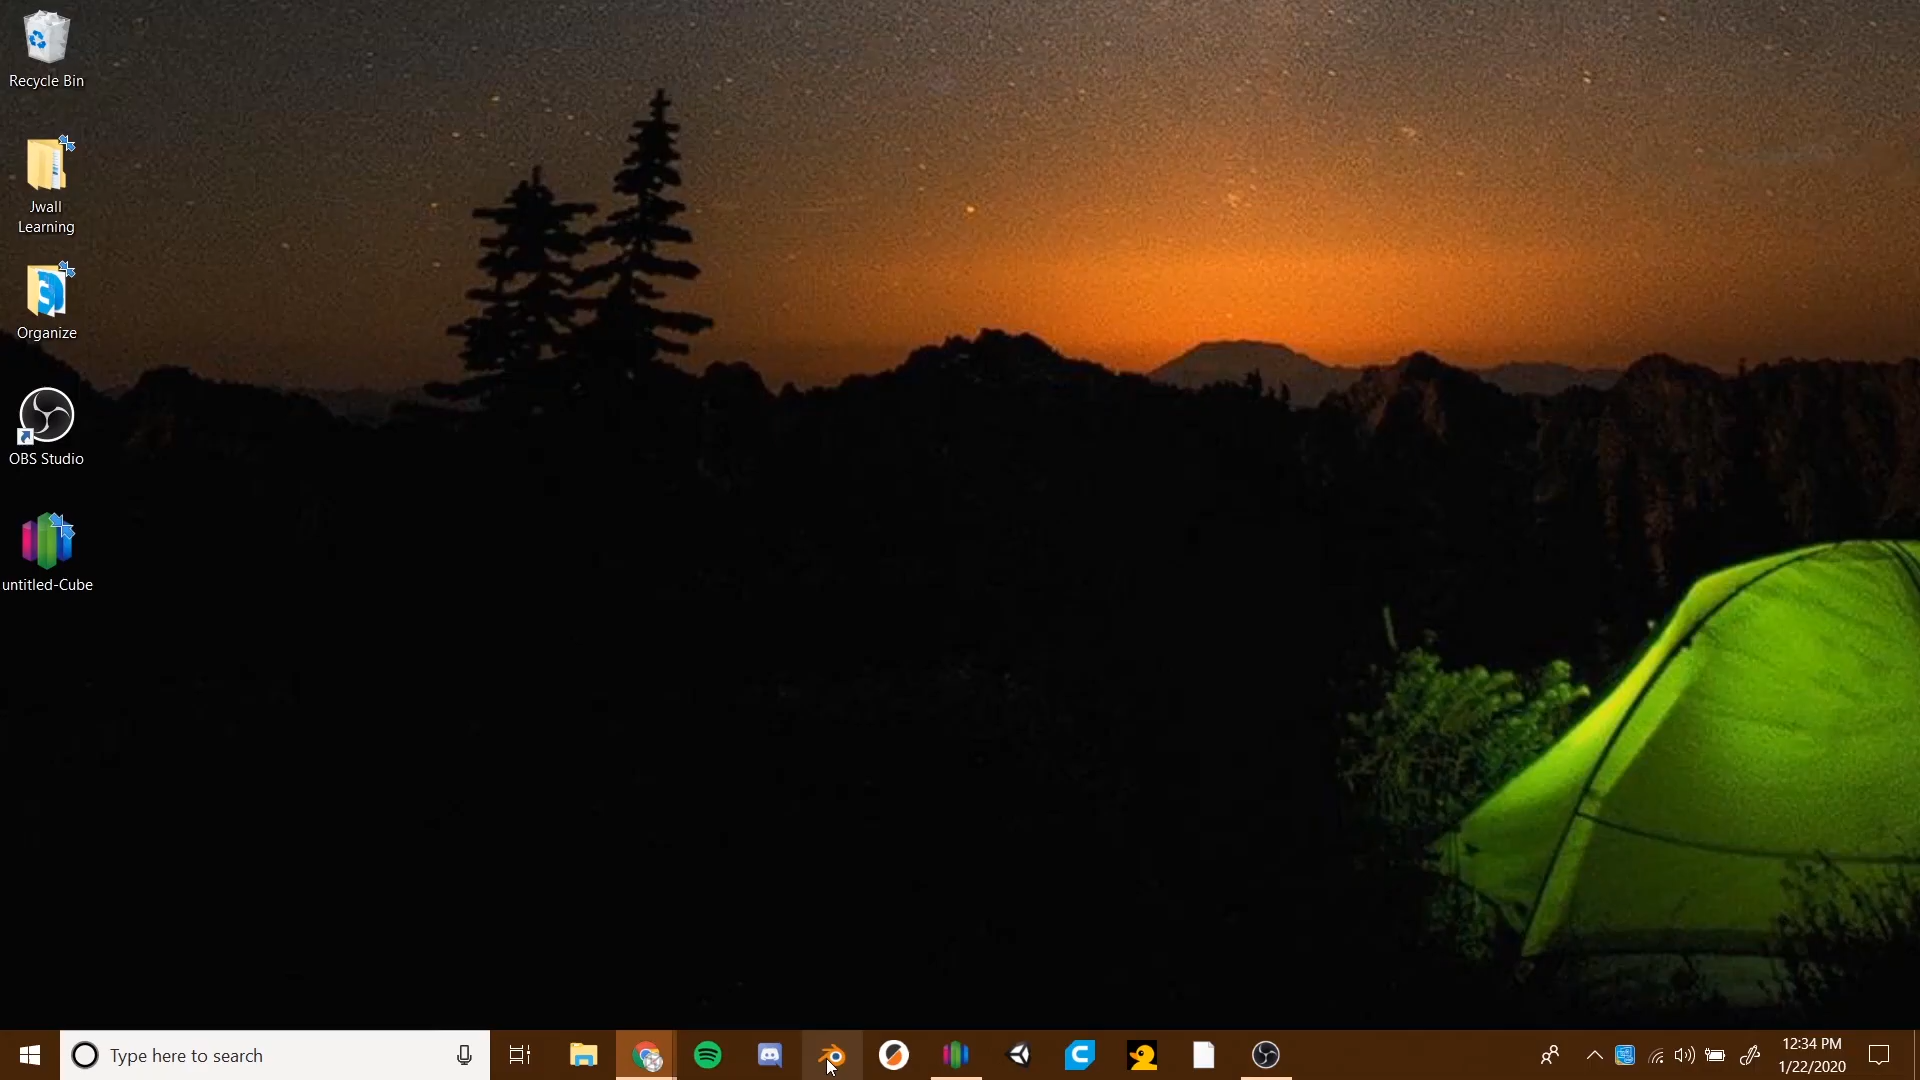 Recycle Bin
Jwall
Learning
Organize
OBS Studio
untitled-Cube
Type here to search
12:34 PM
1/22/2020